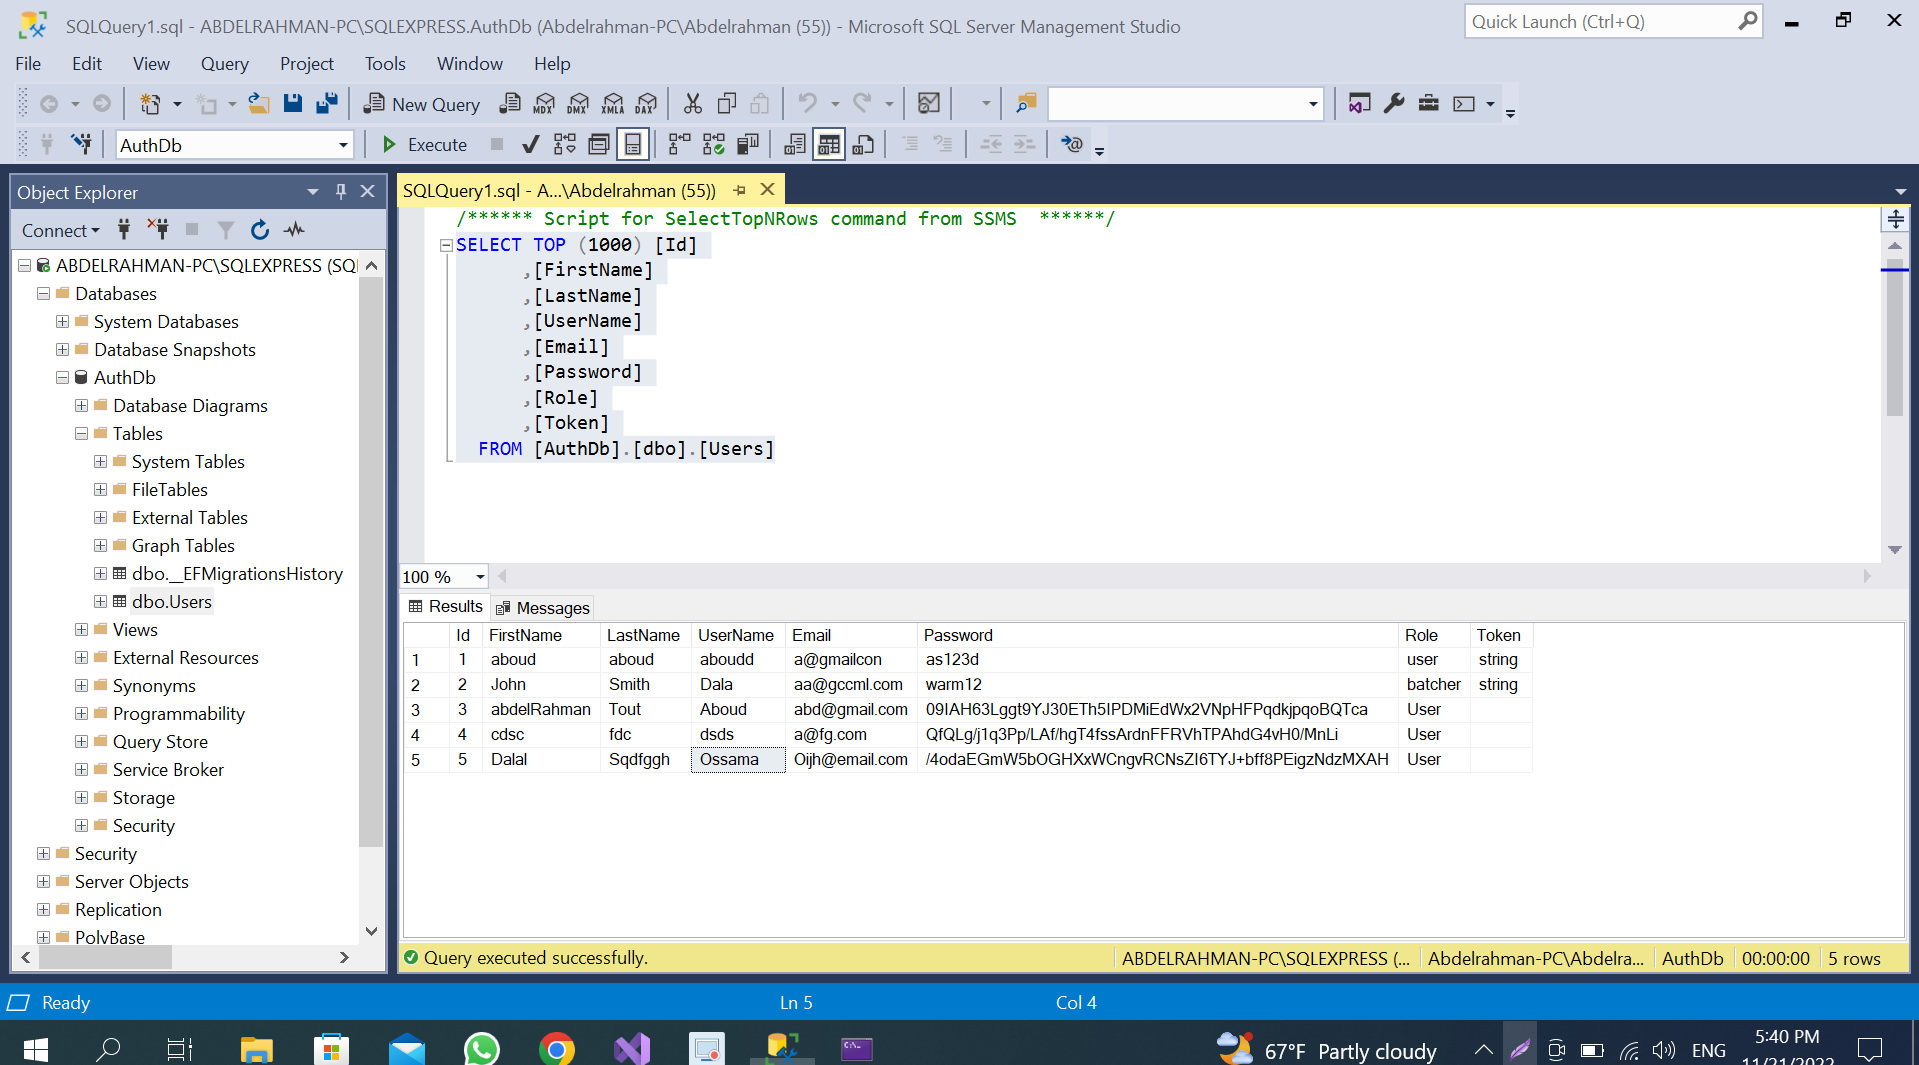 SQLQuery1.sql - ABDELRAHMAN-PC\SQLEXPRESS.AuthDb (Abdelrahman-PC\Abdelrahman (55)) - Microsoft SQL Server Management Studio
Quick Launch (Ctrl+Q)
File Edit View Query Project Tools Window Help
New Query MDX DMX XMLA DAX
AuthDb Execute
Object Explorer
Connect
ABDELRAHMAN-PC\SQLEXPRESS (SQ
Databases
System Databases
Database Snapshots
AuthDb
Database Diagrams
Tables
System Tables
FileTables
External Tables
Graph Tables
dbo.__EFMigrationsHistory
dbo.Users
Views
External Resources
Synonyms
Programmability
Query Store
Service Broker
Storage
Security
Security
Server Objects
Replication
PolyBase
SQLQuery1.sql - A...\Abdelrahman (55))
/****** Script for SelectTopNRows command from SSMS  ******/
SELECT TOP (1000) [Id]
,[FirstName]
,[LastName]
,[UserName]
,[Email]
,[Password]
,[Role]
,[Token]
FROM [AuthDb].[dbo].[Users]
100 %
Results Messages
Id FirstName LastName UserName Email Password Role Token
1 1 aboud aboud aboudd a@gmailcon as123d user string
2 2 John Smith Dala aa@gccml.com warm12 batcher string
3 3 abdelRahman Tout Aboud abd@gmail.com 09IAH63Lggt9YJ30ETh5IPDMiEdWx2VNpHFPqdkjpqoBQTca User
4 4 cdsc fdc dsds a@fg.com QfQLg/j1q3Pp/LAf/hgT4fssArdnFFRVhTPAhdG4vH0/MnLi User
5 5 Dalal Sqdfggh Ossama Oijh@email.com /4odaEGmW5bOGHXxWCngvRCNsZI6TYJ+bff8PEigzNdzMXAH User
Query executed successfully.
ABDELRAHMAN-PC\SQLEXPRESS (... Abdelrahman-PC\Abdelra... AuthDb 00:00:00 5 rows
Ready Ln 5 Col 4
67°F Partly cloudy ENG 5:40 PM
11/21/2022